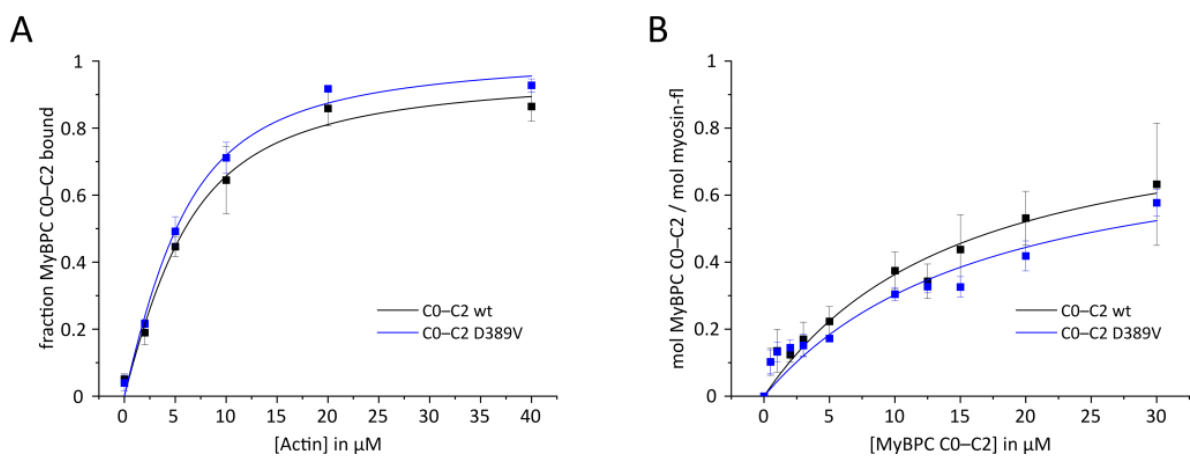 A
fraction MyBPC C0–C2 bound
1
0.8
0.6
0.4
0.2
0
0 5 10 15 20 25 30 35 40
[Actin] in µM
C0–C2 wt
C0–C2 D389V
B
mol MyBPC C0–C2 / mol myosin-fl
1
0.8
0.6
0.4
0.2
0
0 5 10 15 20 25 30
[MyBPC C0–C2] in µM
C0–C2 wt
C0–C2 D389V